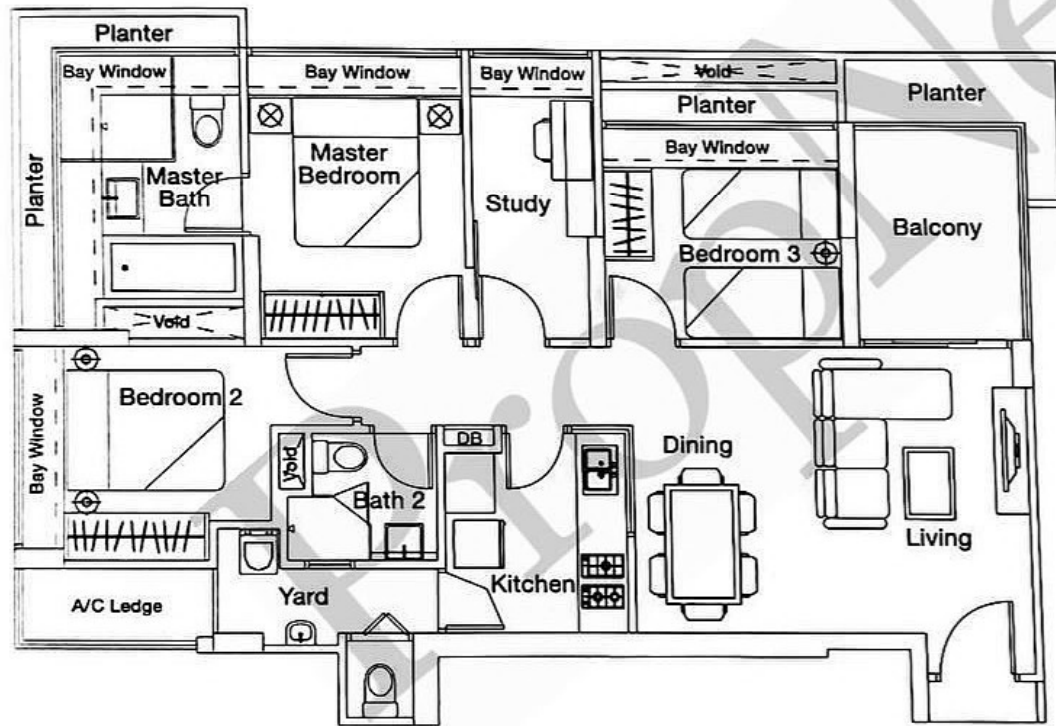 Planter
Bay Window
Bay Window
Bay Window
Void
Planter
Planter
Planter
Bay Window
Master
Bath
Master
Bedroom
Study
Bedroom 3
Balcony
Void
Bedroom 2
Bay Window
Void
Bath 2
DB
Dining
Living
Kitchen
Yard
A/C Ledge
PropNe